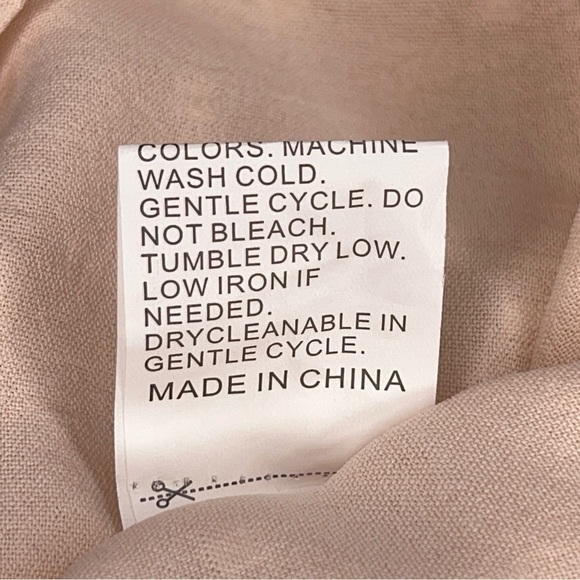 COLORS. MACHINE
WASH COLD.
GENTLE CYCLE. DO
NOT BLEACH.
TUMBLE DRY LOW.
LOW IRON IF
NEEDED.
DRYCLEANABLE IN
GENTLE CYCLE.
MADE IN CHINA